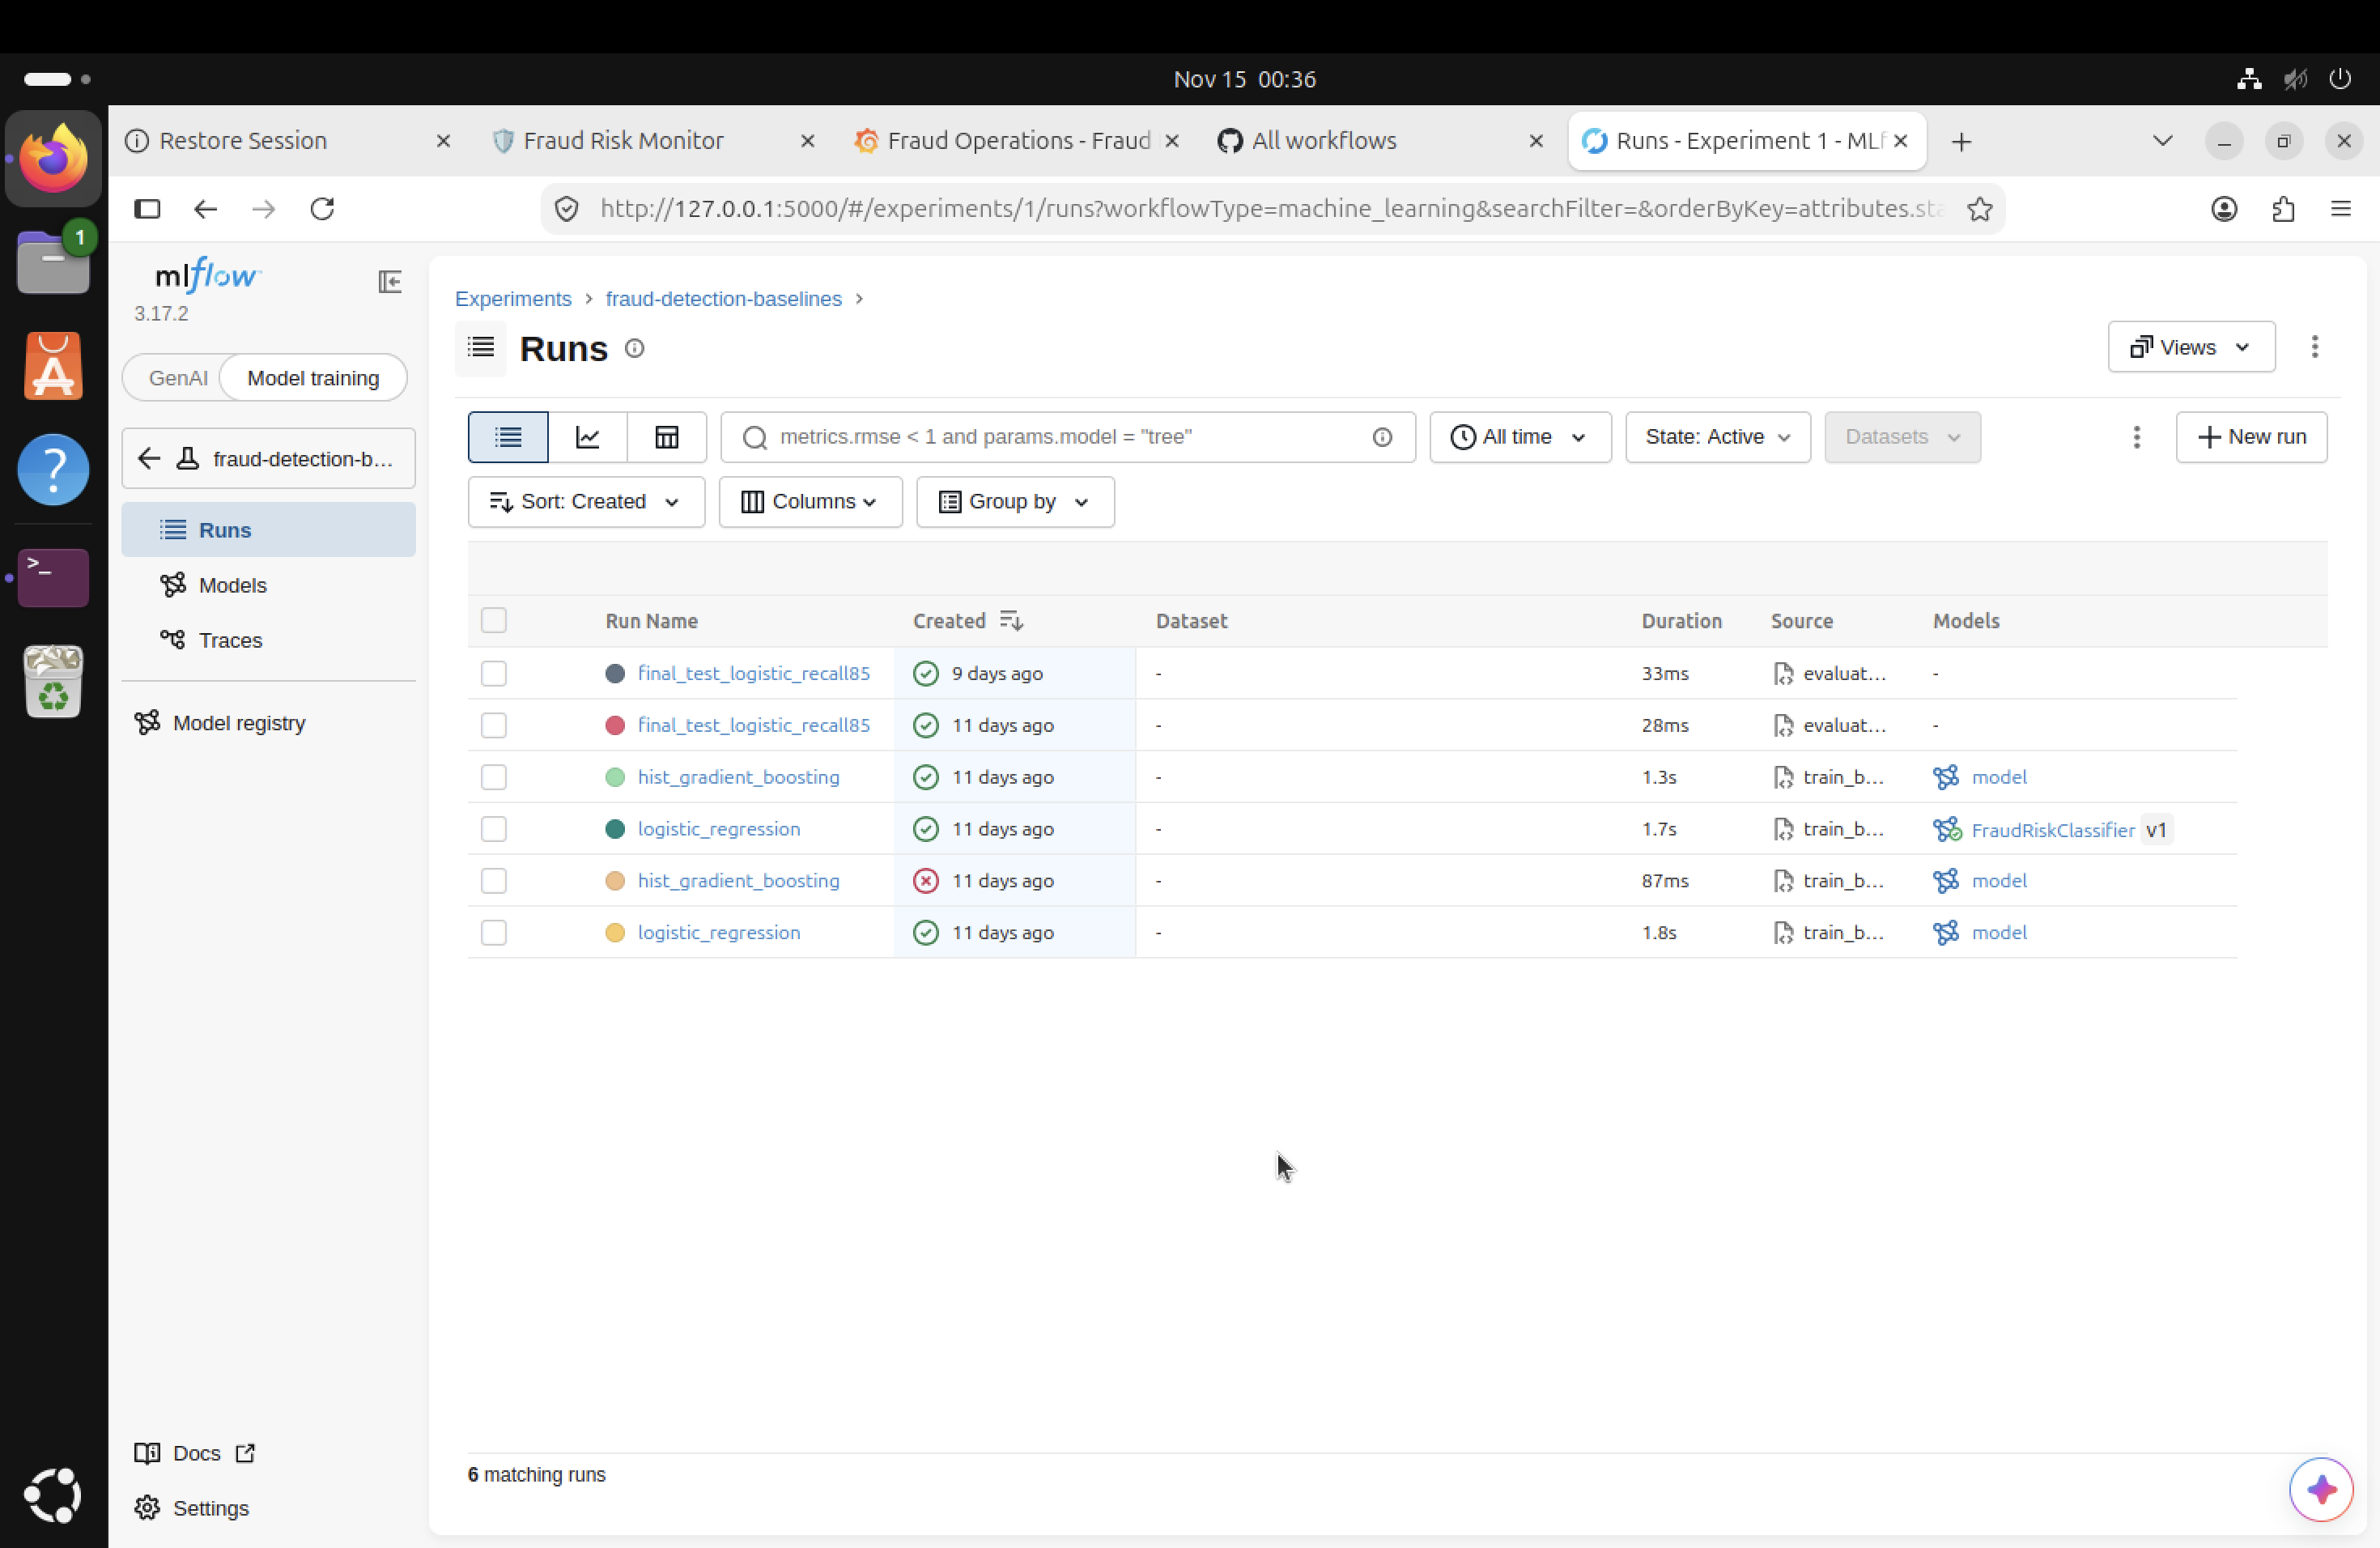 Nov 15 00:36
Restore Session
Fraud Risk Monitor
Fraud Operations - Fraud
All workflows
Runs - Experiment 1 - MLf
http://127.0.0.1:5000/#/experiments/1/runs?workflowType=machine_learning&searchFilter=&orderByKey=attributes.sta
1
mlflow
3.17.2
GenAI
Model training
fraud-detection-b...
Runs
Models
Traces
Model registry
Docs
Settings
Experiments > fraud-detection-baselines >
Runs
Views
metrics.rmse < 1 and params.model = "tree"
All time
State: Active
Datasets
New run
Sort: Created
Columns
Group by
Run Name Created Dataset Duration Source Models
final_test_logistic_recall85 9 days ago - 33ms evaluat... -
final_test_logistic_recall85 11 days ago - 28ms evaluat... -
hist_gradient_boosting 11 days ago - 1.3s train_b... model
logistic_regression 11 days ago - 1.7s train_b... FraudRiskClassifier v1
hist_gradient_boosting 11 days ago - 87ms train_b... model
logistic_regression 11 days ago - 1.8s train_b... model
6 matching runs